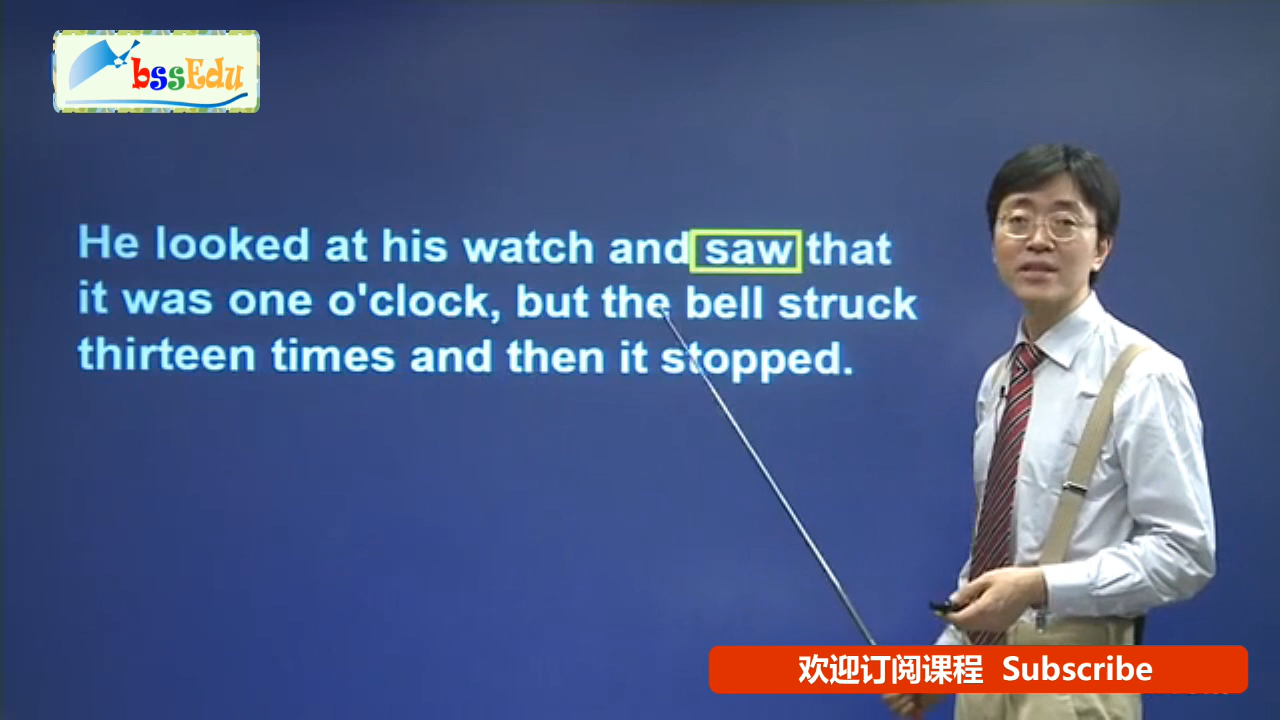 bssEdu
He looked at his watch and saw that
it was one o'clock, but the bell struck
thirteen times and then it stopped.
欢迎订阅课程 Subscribe